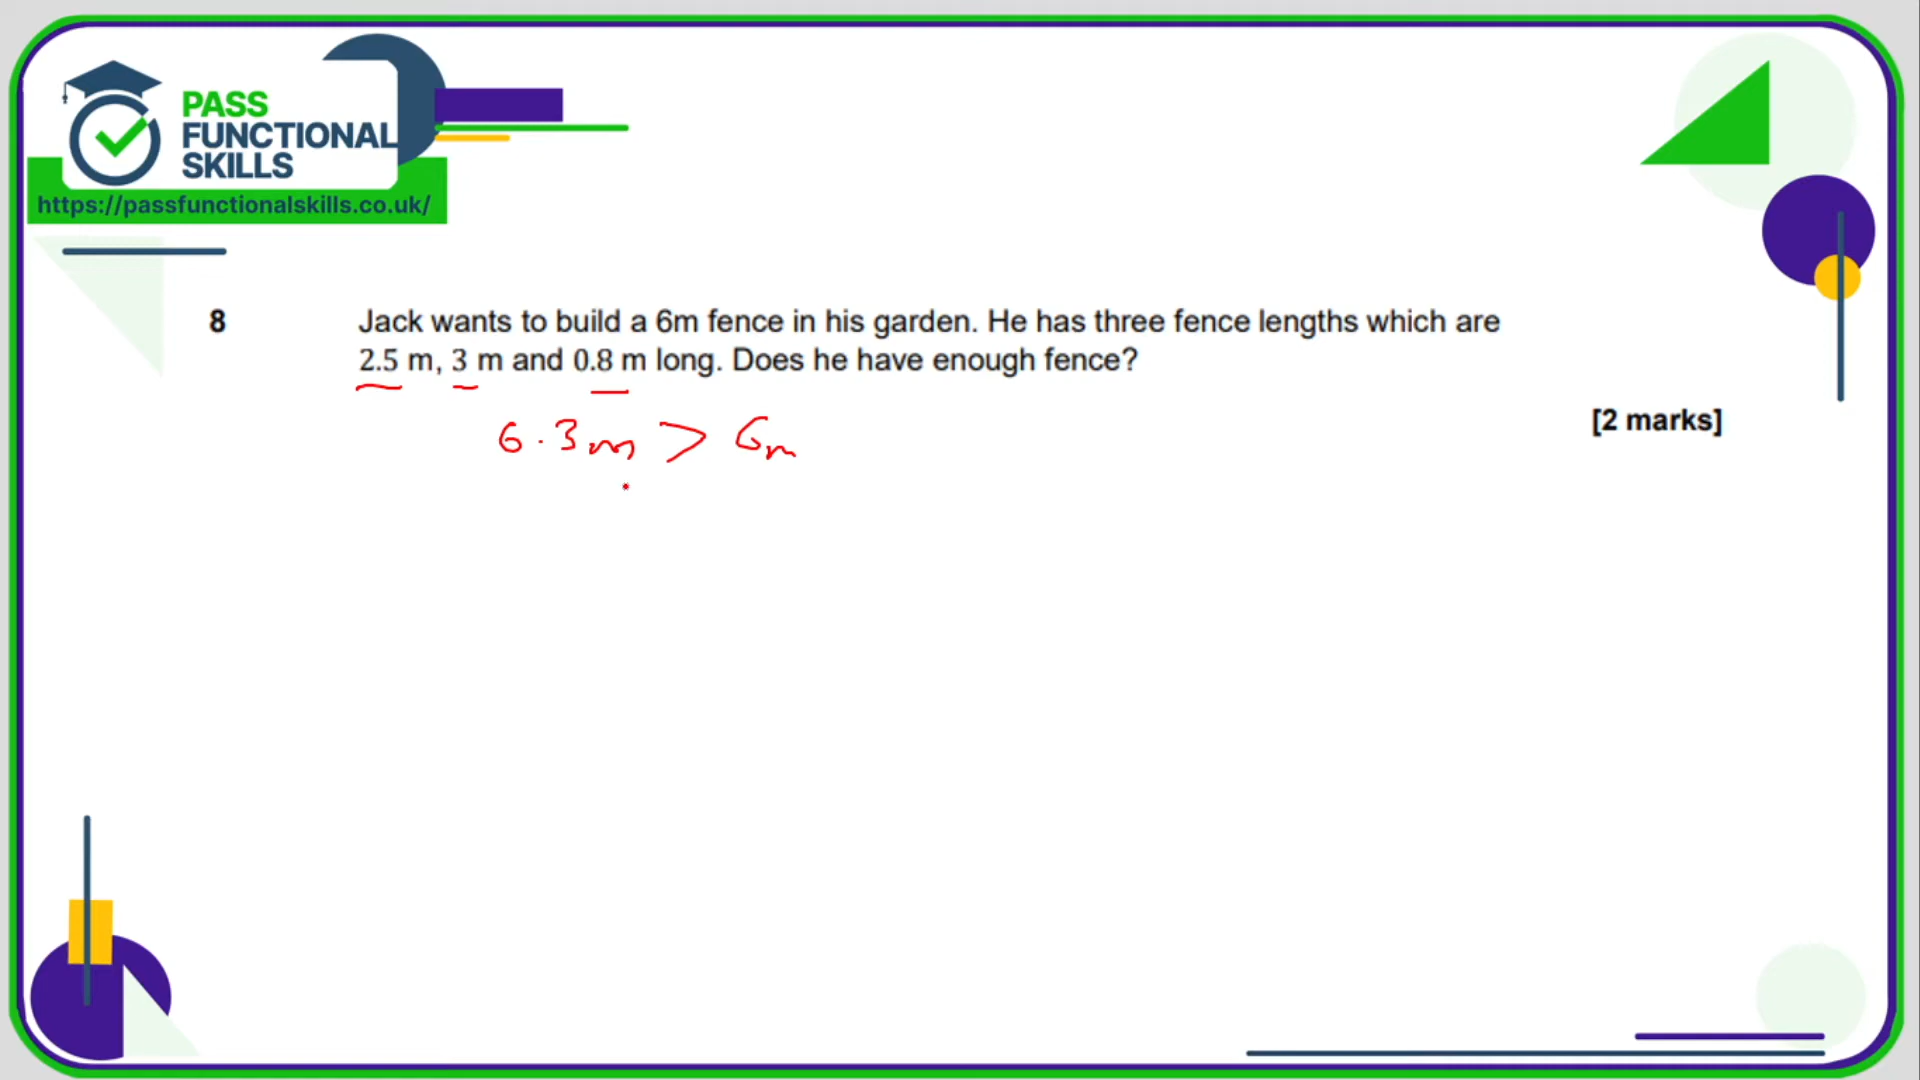 PASS
FUNCTIONAL
SKILLS
https://passfunctionalskills.co.uk/
8 Jack wants to build a 6m fence in his garden. He has three fence lengths which are
2.5 m, 3 m and 0.8 m long. Does he have enough fence?
[2 marks]
6.3m > 6m